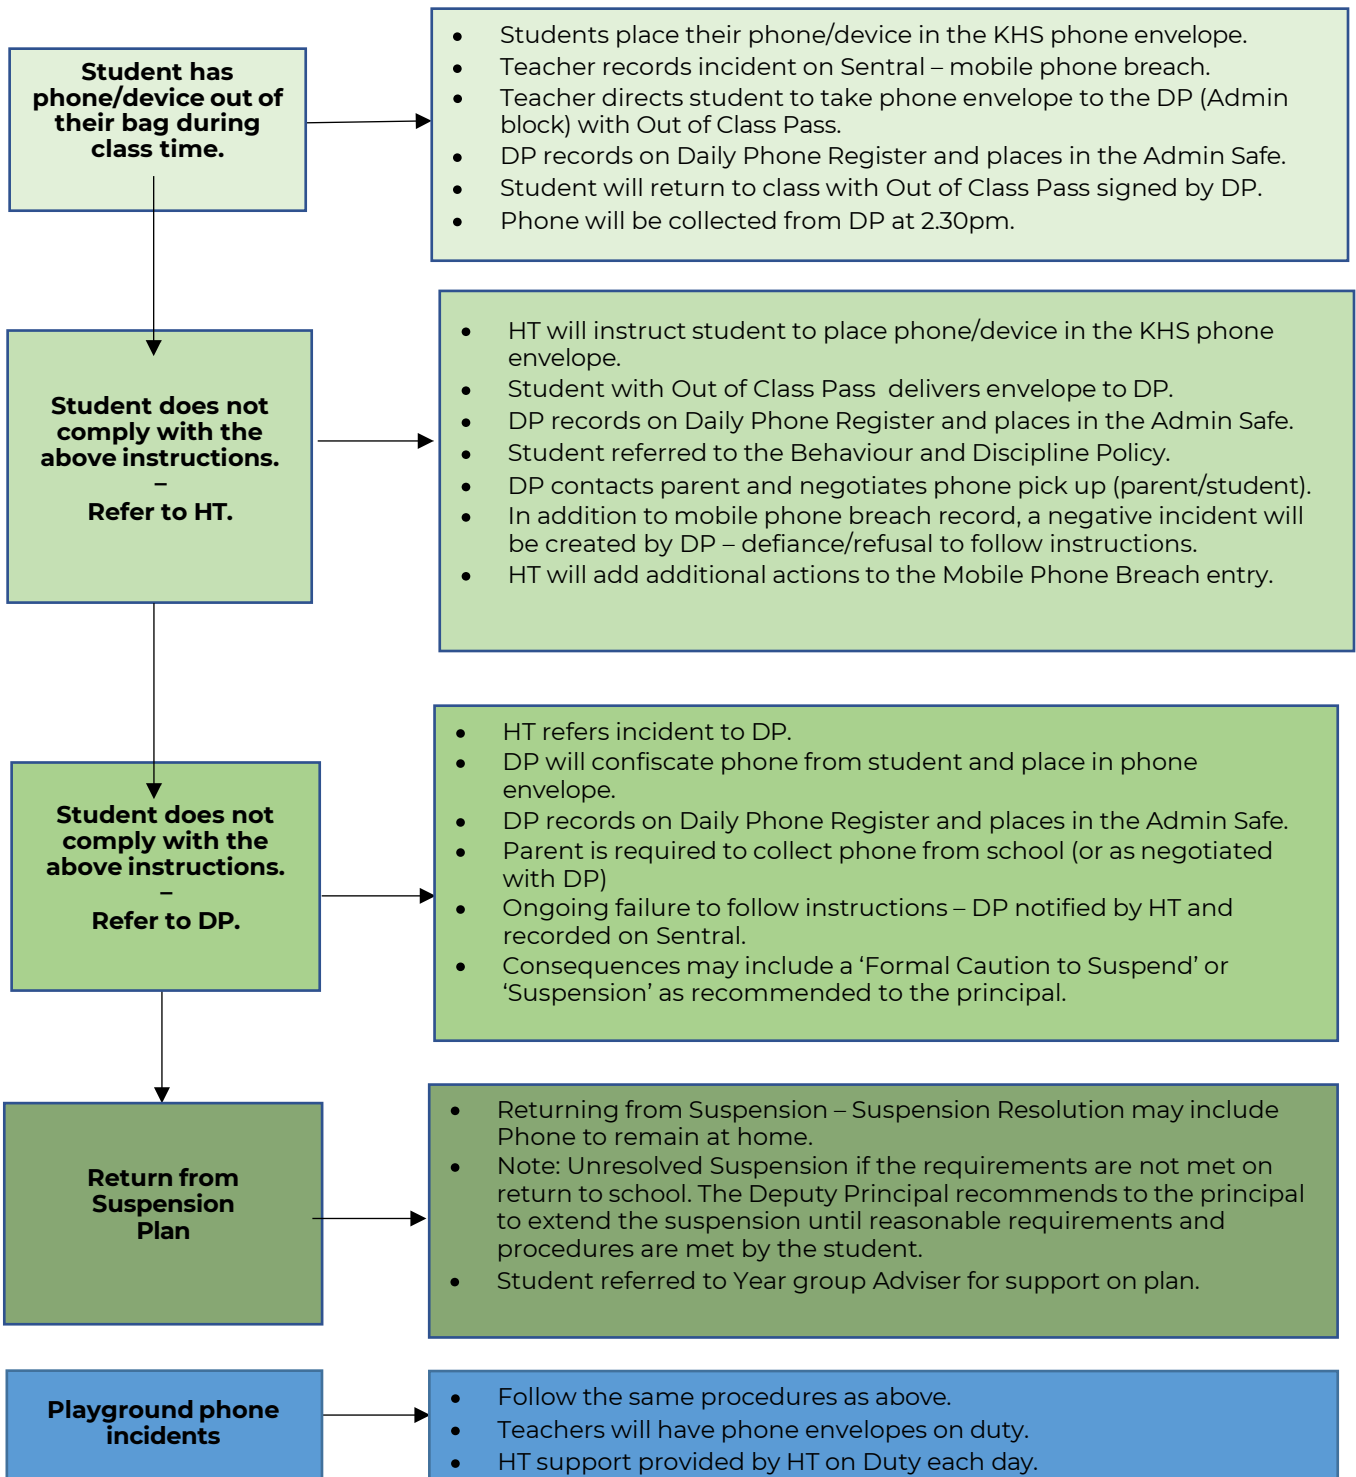 Student has
phone/device out of
their bag during
class time.
• Students place their phone/device in the KHS phone envelope.
• Teacher records incident on Sentral – mobile phone breach.
• Teacher directs student to take phone envelope to the DP (Admin
block) with Out of Class Pass.
• DP records on Daily Phone Register and places in the Admin Safe.
• Student will return to class with Out of Class Pass signed by DP.
• Phone will be collected from DP at 2.30pm.
Student does not
comply with the
above instructions.
–
Refer to HT.
• HT will instruct student to place phone/device in the KHS phone
envelope.
• Student with Out of Class Pass delivers envelope to DP.
• DP records on Daily Phone Register and places in the Admin Safe.
• Student referred to the Behaviour and Discipline Policy.
• DP contacts parent and negotiates phone pick up (parent/student).
• In addition to mobile phone breach record, a negative incident will
be created by DP – defiance/refusal to follow instructions.
• HT will add additional actions to the Mobile Phone Breach entry.
Student does not
comply with the
above instructions.
–
Refer to DP.
• HT refers incident to DP.
• DP will confiscate phone from student and place in phone
envelope.
• DP records on Daily Phone Register and places in the Admin Safe.
• Parent is required to collect phone from school (or as negotiated
with DP)
• Ongoing failure to follow instructions – DP notified by HT and
recorded on Sentral.
• Consequences may include a ‘Formal Caution to Suspend’ or
‘Suspension’ as recommended to the principal.
Return from
Suspension
Plan
• Returning from Suspension – Suspension Resolution may include
Phone to remain at home.
• Note: Unresolved Suspension if the requirements are not met on
return to school. The Deputy Principal recommends to the principal
to extend the suspension until reasonable requirements and
procedures are met by the student.
• Student referred to Year group Adviser for support on plan.
Playground phone
incidents
• Follow the same procedures as above.
• Teachers will have phone envelopes on duty.
• HT support provided by HT on Duty each day.